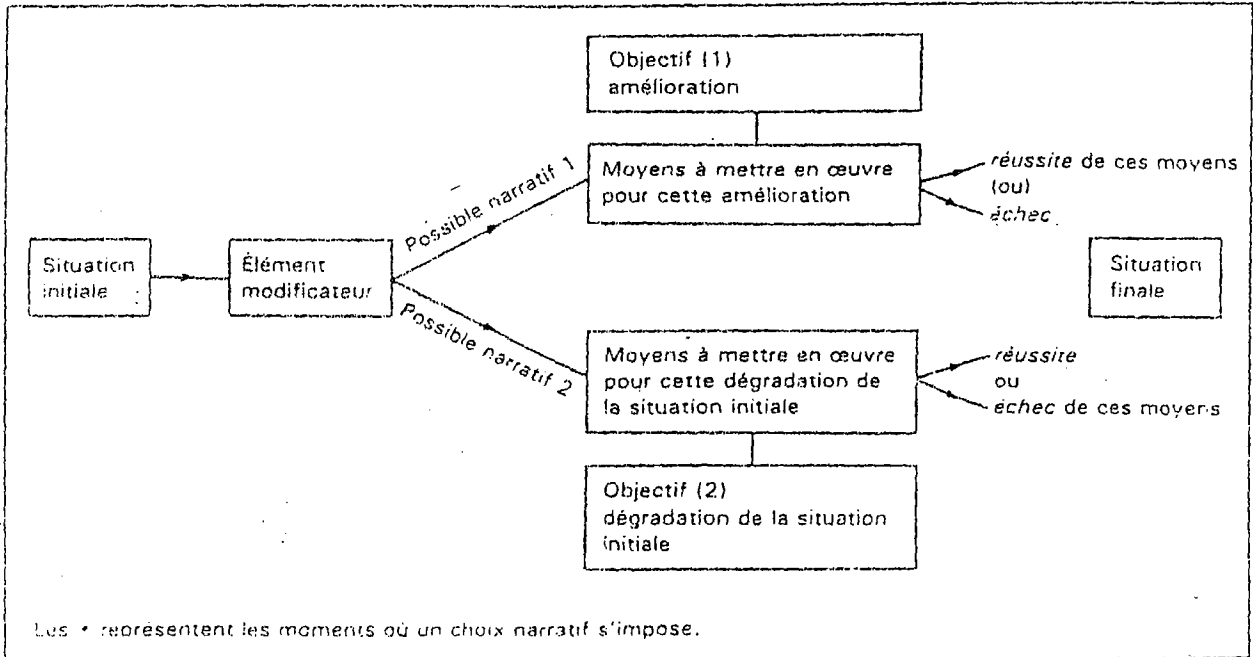 Objectif (1)
amélioration
Moyens à mettre en œuvre
pour cette amélioration
Possible narratif 1
réussite de ces moyens
(ou)
échec
Situation
initiale
Élément
modificateur
Situation
finale
Possible narratif 2
Moyens à mettre en œuvre
pour cette dégradation de
la situation initiale
réussite
ou
échec de ces moyens
Objectif (2)
dégradation de la situation
initiale
Les • représentent les moments où un choix narratif s'impose.